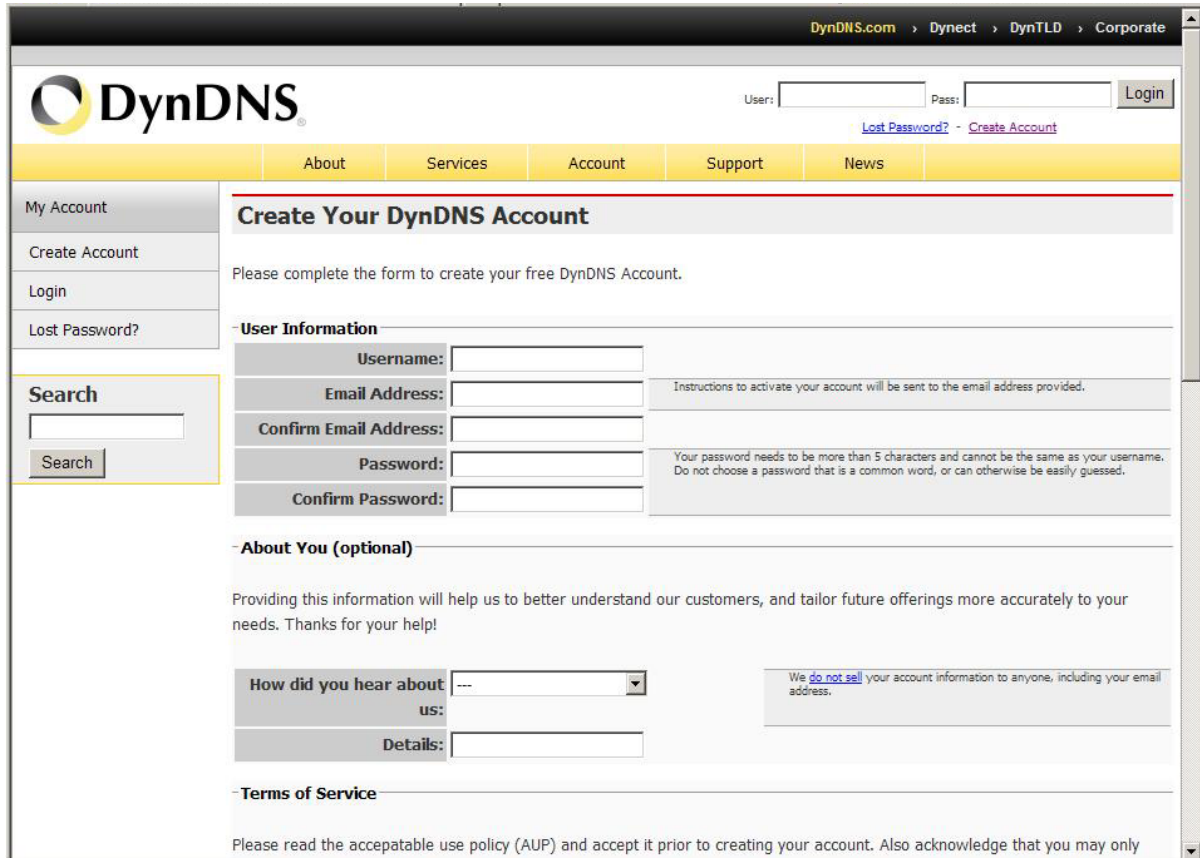 DynDNS.com › Dynect › DynTLD › Corporate
DynDNS®
User: Pass: Login
Lost Password? - Create Account
About Services Account Support News
My Account
Create Account
Login
Lost Password?
Search
Search
Create Your DynDNS Account
Please complete the form to create your free DynDNS Account.
User Information
Username:
Email Address:
Instructions to activate your account will be sent to the email address provided.
Confirm Email Address:
Password:
Your password needs to be more than 5 characters and cannot be the same as your username.
Do not choose a password that is a common word, or can otherwise be easily guessed.
Confirm Password:
About You (optional)
Providing this information will help us to better understand our customers, and tailor future offerings more accurately to your
needs. Thanks for your help!
How did you hear about
us:
---
We do not sell your account information to anyone, including your email
address.
Details:
Terms of Service
Please read the accepatable use policy (AUP) and accept it prior to creating your account. Also acknowledge that you may only